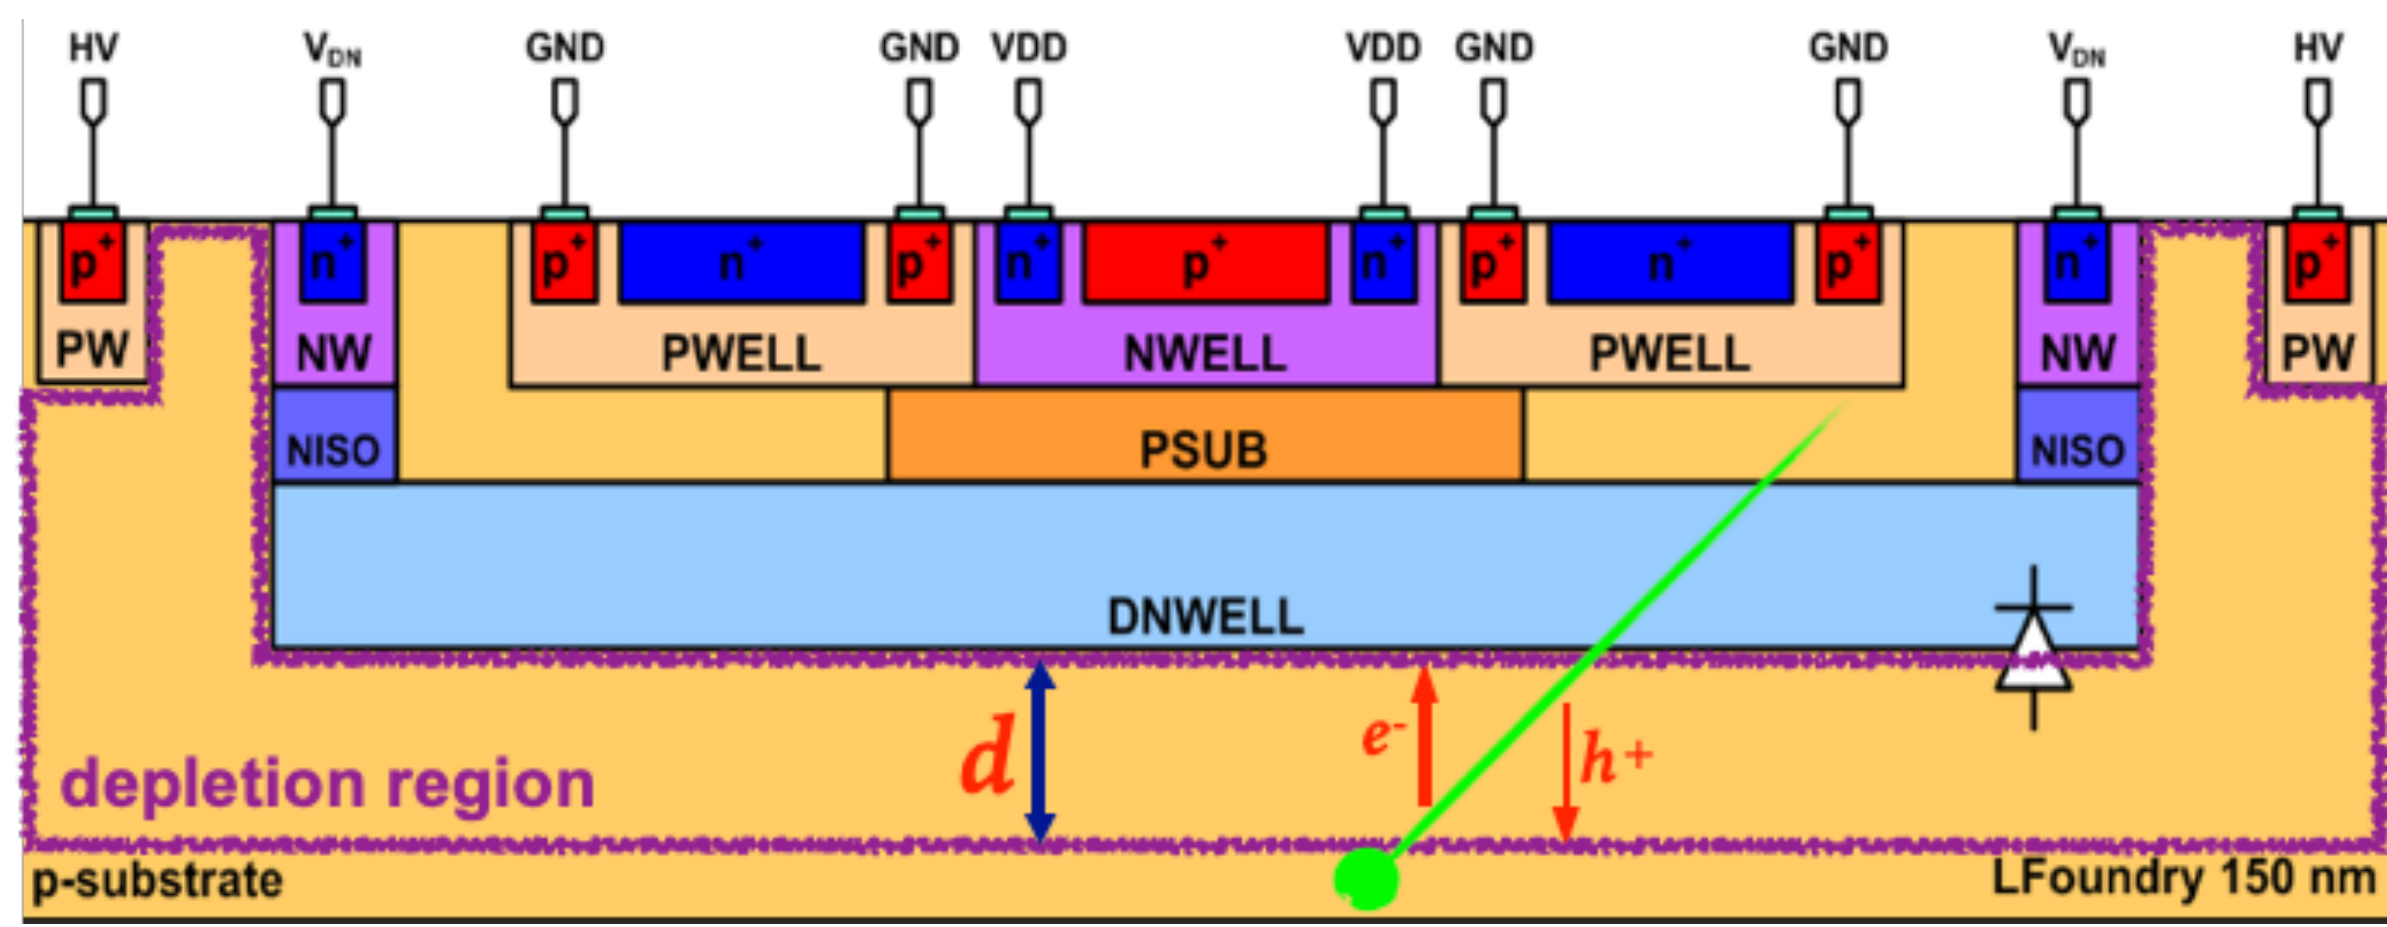 HV V_DN GND GND VDD VDD GND GND V_DN HV
p+ n+ p+ n+ p+ n+ p+ n+ p+ n+ p+ n+ p+
PW NW PWELL NWELL PWELL NW PW
NISO PSUB NISO
DNWELL
d e- h+
depletion region
p-substrate LFoundry 150 nm